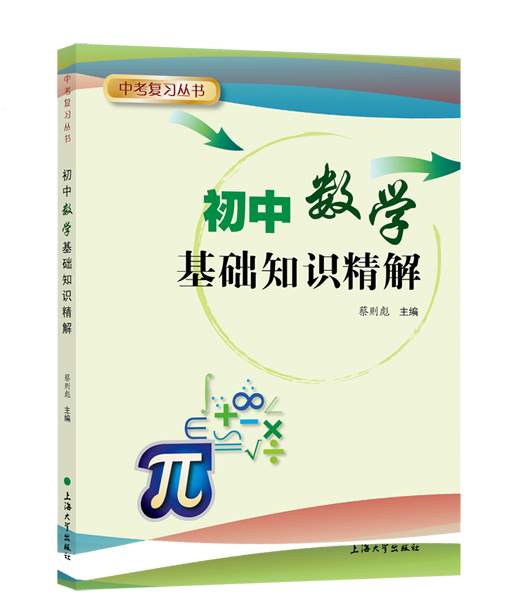 中考复习丛书
初中数学
基础知识精解
蔡则彪 主编
π
上海大学出版社
中考复习丛书
初中数学基础知识精解
蔡则彪 主编
上海大学出版社